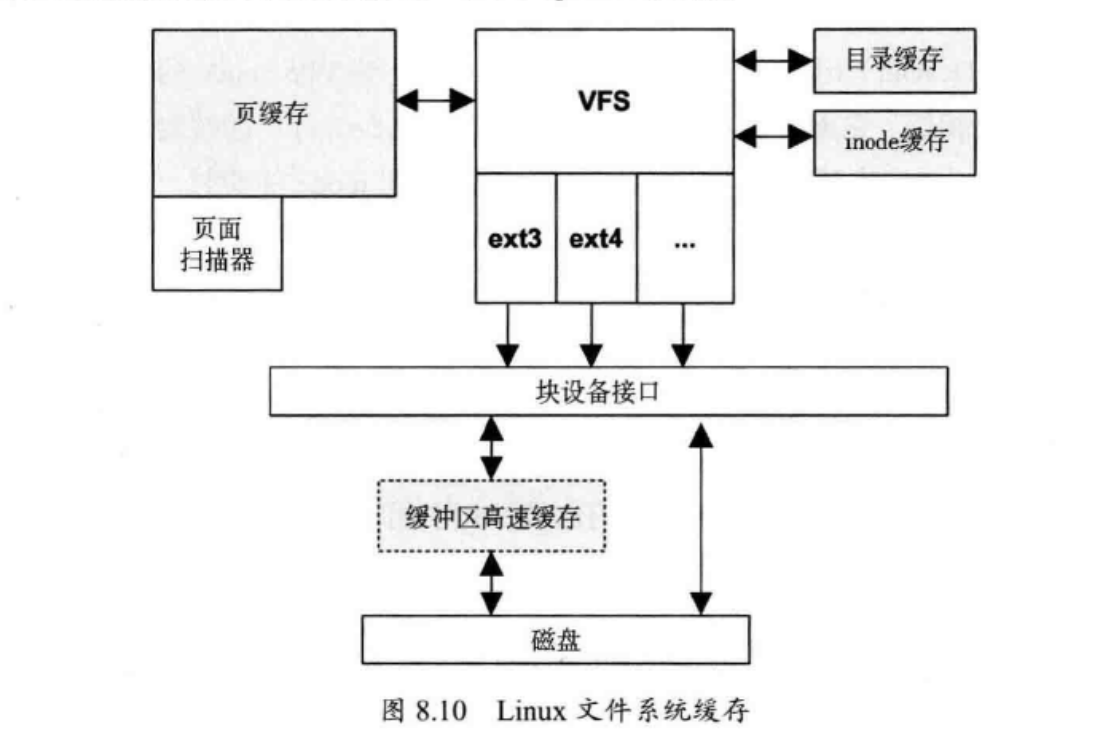 页缓存
VFS
目录缓存
inode缓存
页面
扫描器
ext3
ext4
...
块设备接口
缓冲区高速缓存
磁盘
图 8.10 Linux 文件系统缓存